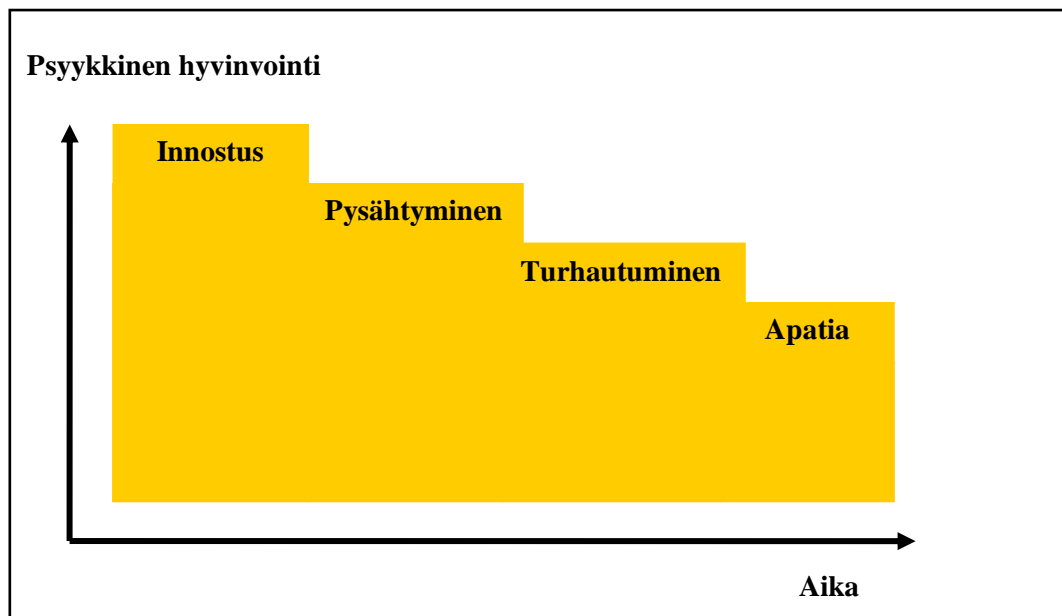 Psyykkinen hyvinvointi
Innostus
Pysähtyminen
Turhautuminen
Apatia
Aika